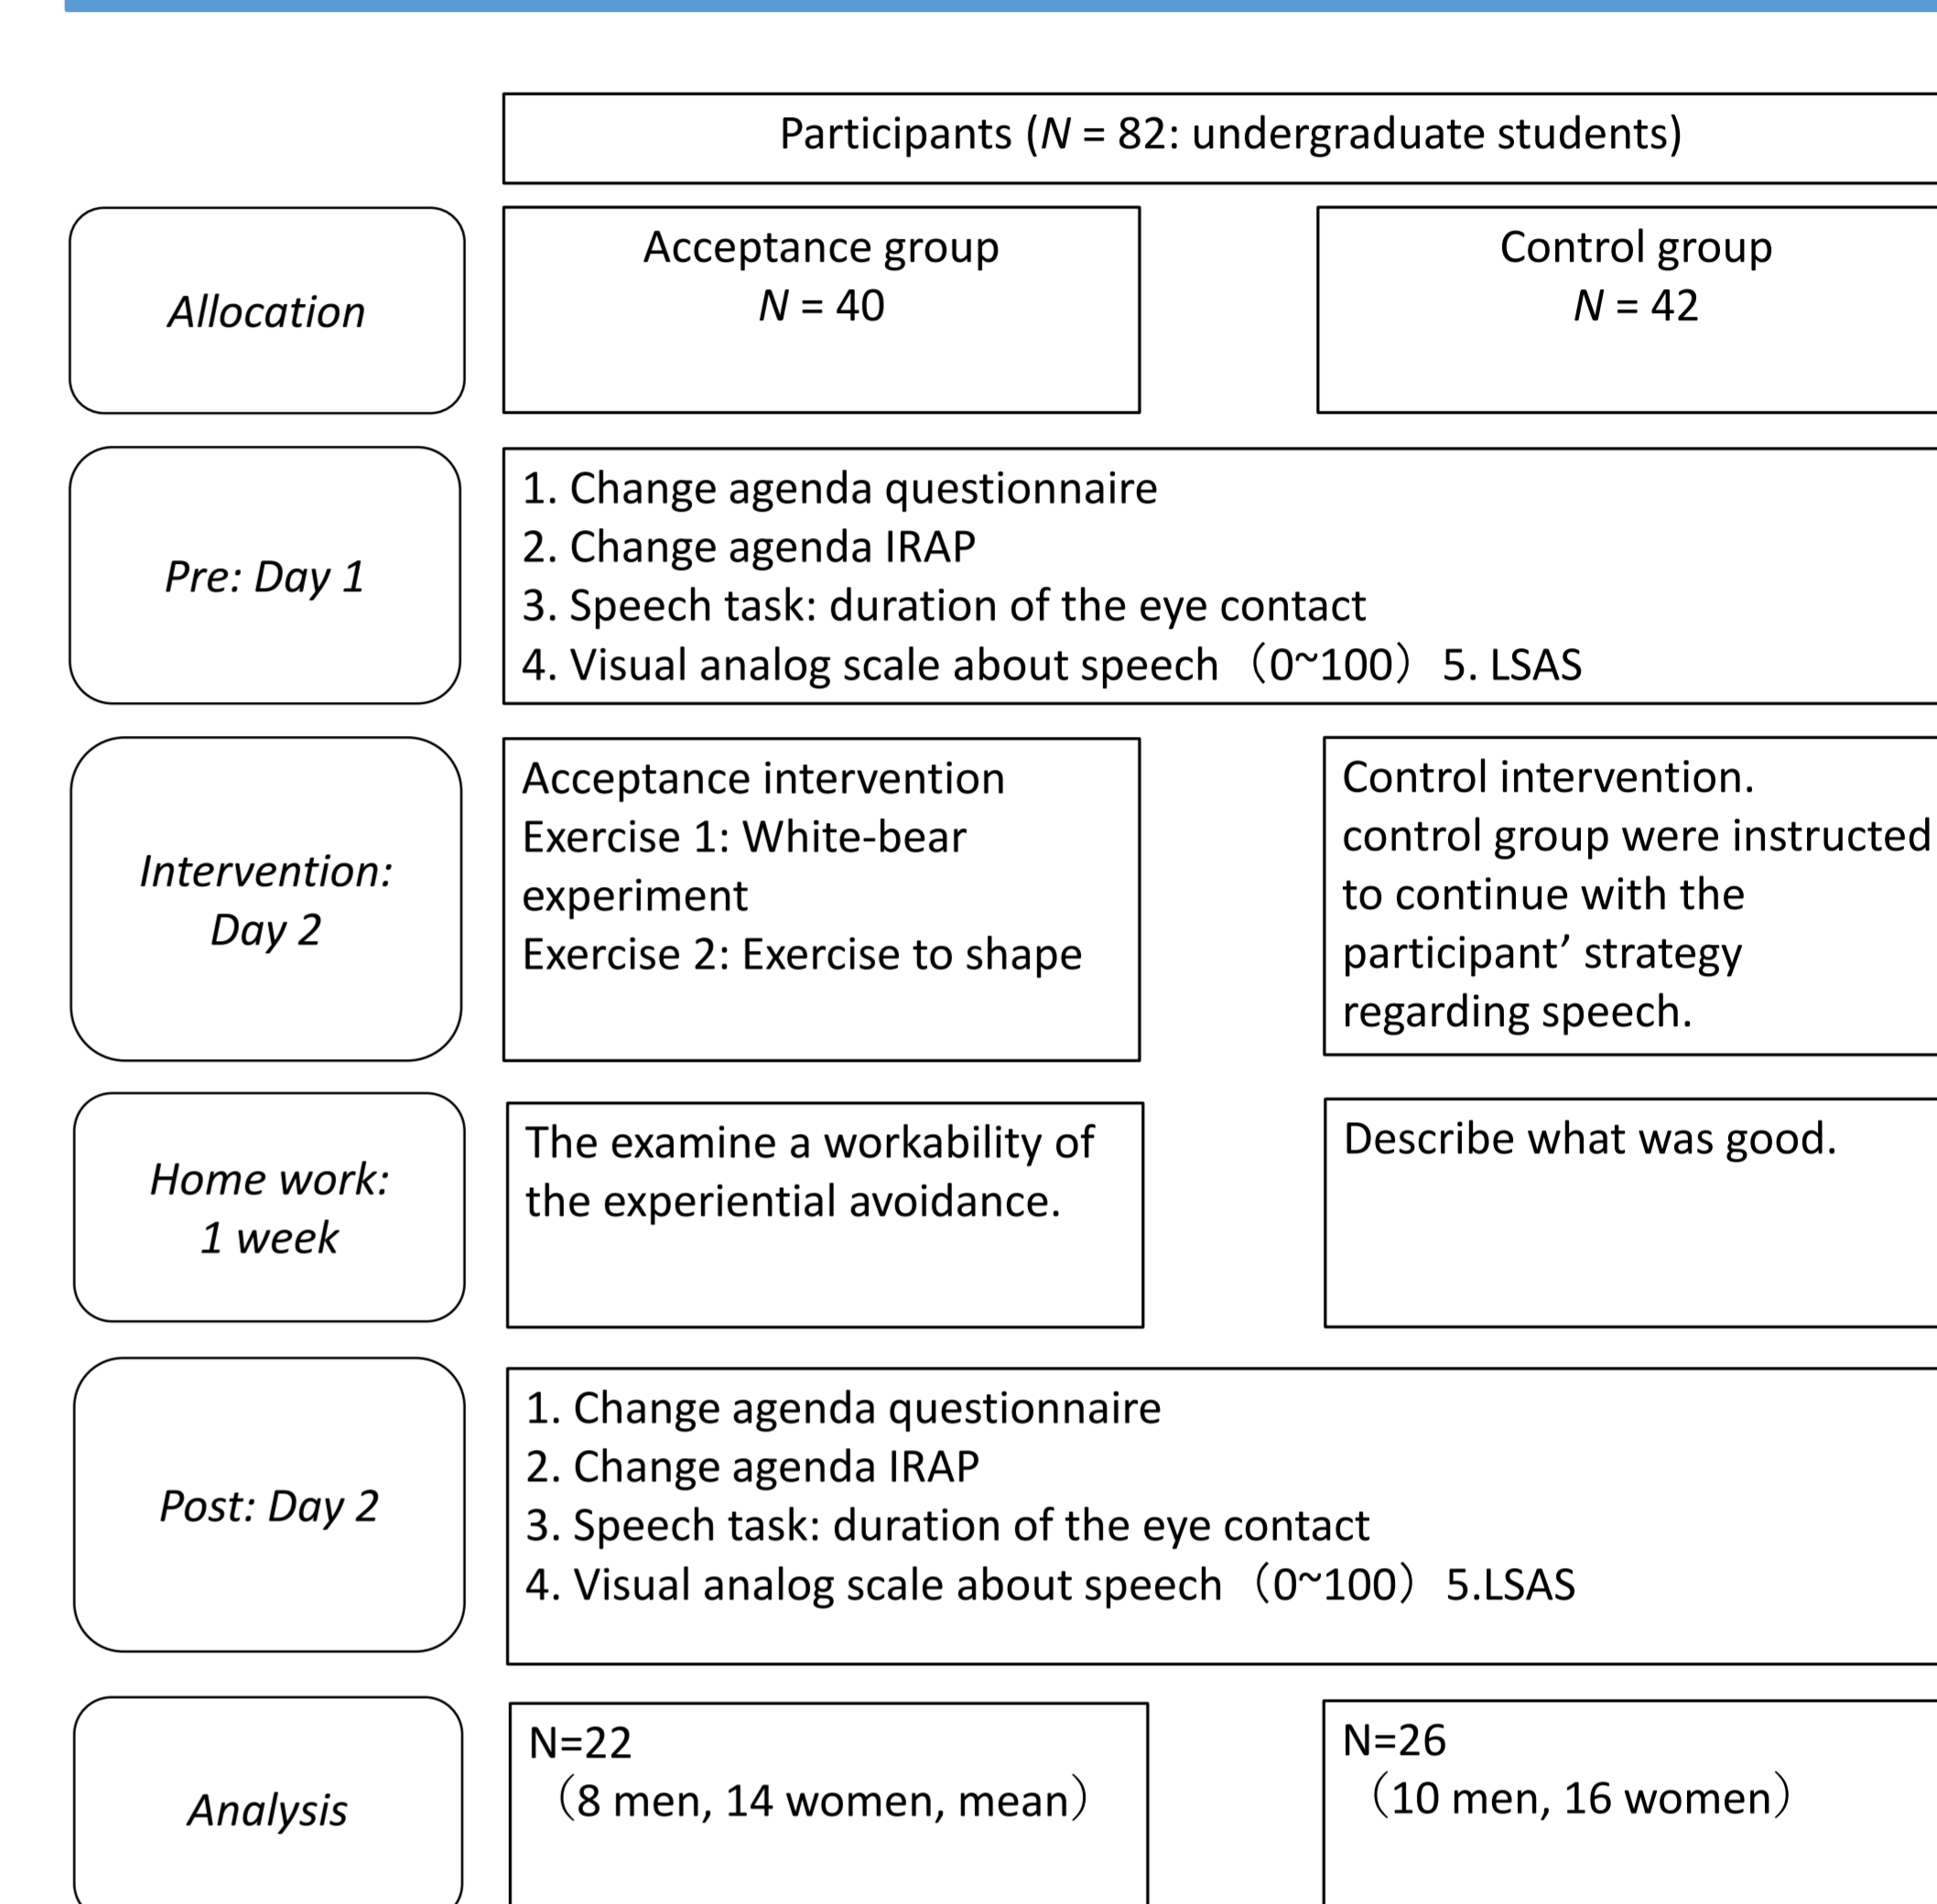 Participants (N = 82: undergraduate students)
Allocation
Acceptance group
N = 40
Control group
N = 42
Pre: Day 1
1. Change agenda questionnaire
2. Change agenda IRAP
3. Speech task: duration of the eye contact
4. Visual analog scale about speech（0~100）5. LSAS
Intervention:
Day 2
Acceptance intervention
Exercise 1: White-bear
experiment
Exercise 2: Exercise to shape
Control intervention.
control group were instructed
to continue with the
participant’ strategy
regarding speech.
Home work:
1 week
The examine a workability of
the experiential avoidance.
Describe what was good.
Post: Day 2
1. Change agenda questionnaire
2. Change agenda IRAP
3. Speech task: duration of the eye contact
4. Visual analog scale about speech（0~100）5.LSAS
Analysis
N=22
（8 men, 14 women, mean）
N=26
（10 men, 16 women）